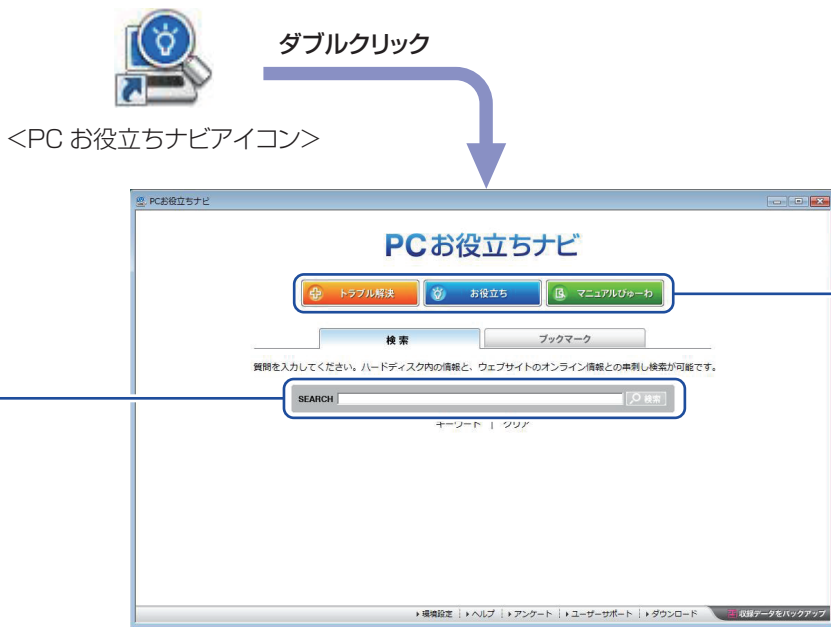 ダブルクリック
<PC お役立ちナビアイコン>
PCお役立ちナビ
PCお役立ちナビ
トラブル解決 お役立ち マニュアルびゅーわ
検索 ブックマーク
質問を入力してください。ハードディスク内の情報と、ウェブサイトのオンライン情報との串刺し検索が可能です。
SEARCH 検索
キーワード | クリア
環境設定 ヘルプ アンケート ユーザーサポート ダウンロード 収録データをバックアップ